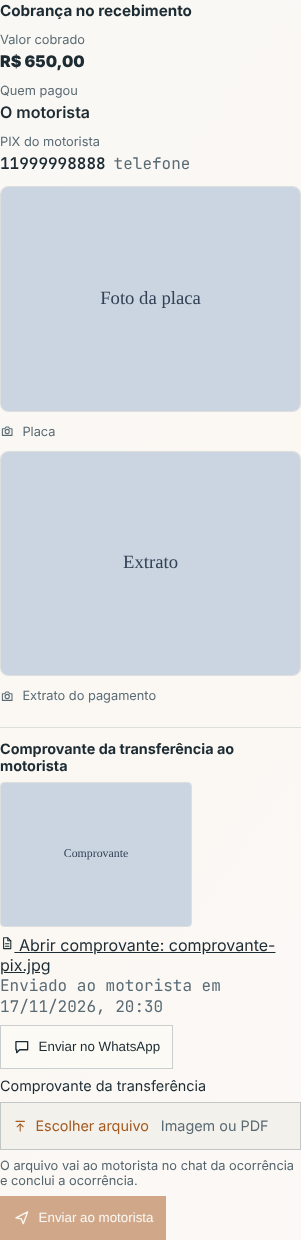 Cobrança no recebimento
Valor cobrado
R$ 650,00
Quem pagou
O motorista
PIX do motorista
11999998888 telefone
Foto da placa
Placa
Extrato
Extrato do pagamento
Comprovante da transferência ao
motorista
Comprovante
Abrir comprovante: comprovante-
pix.jpg
Enviado ao motorista em
17/11/2026, 20:30
Enviar no WhatsApp
Comprovante da transferência
Escolher arquivo Imagem ou PDF
O arquivo vai ao motorista no chat da ocorrência
e conclui a ocorrência.
Enviar ao motorista